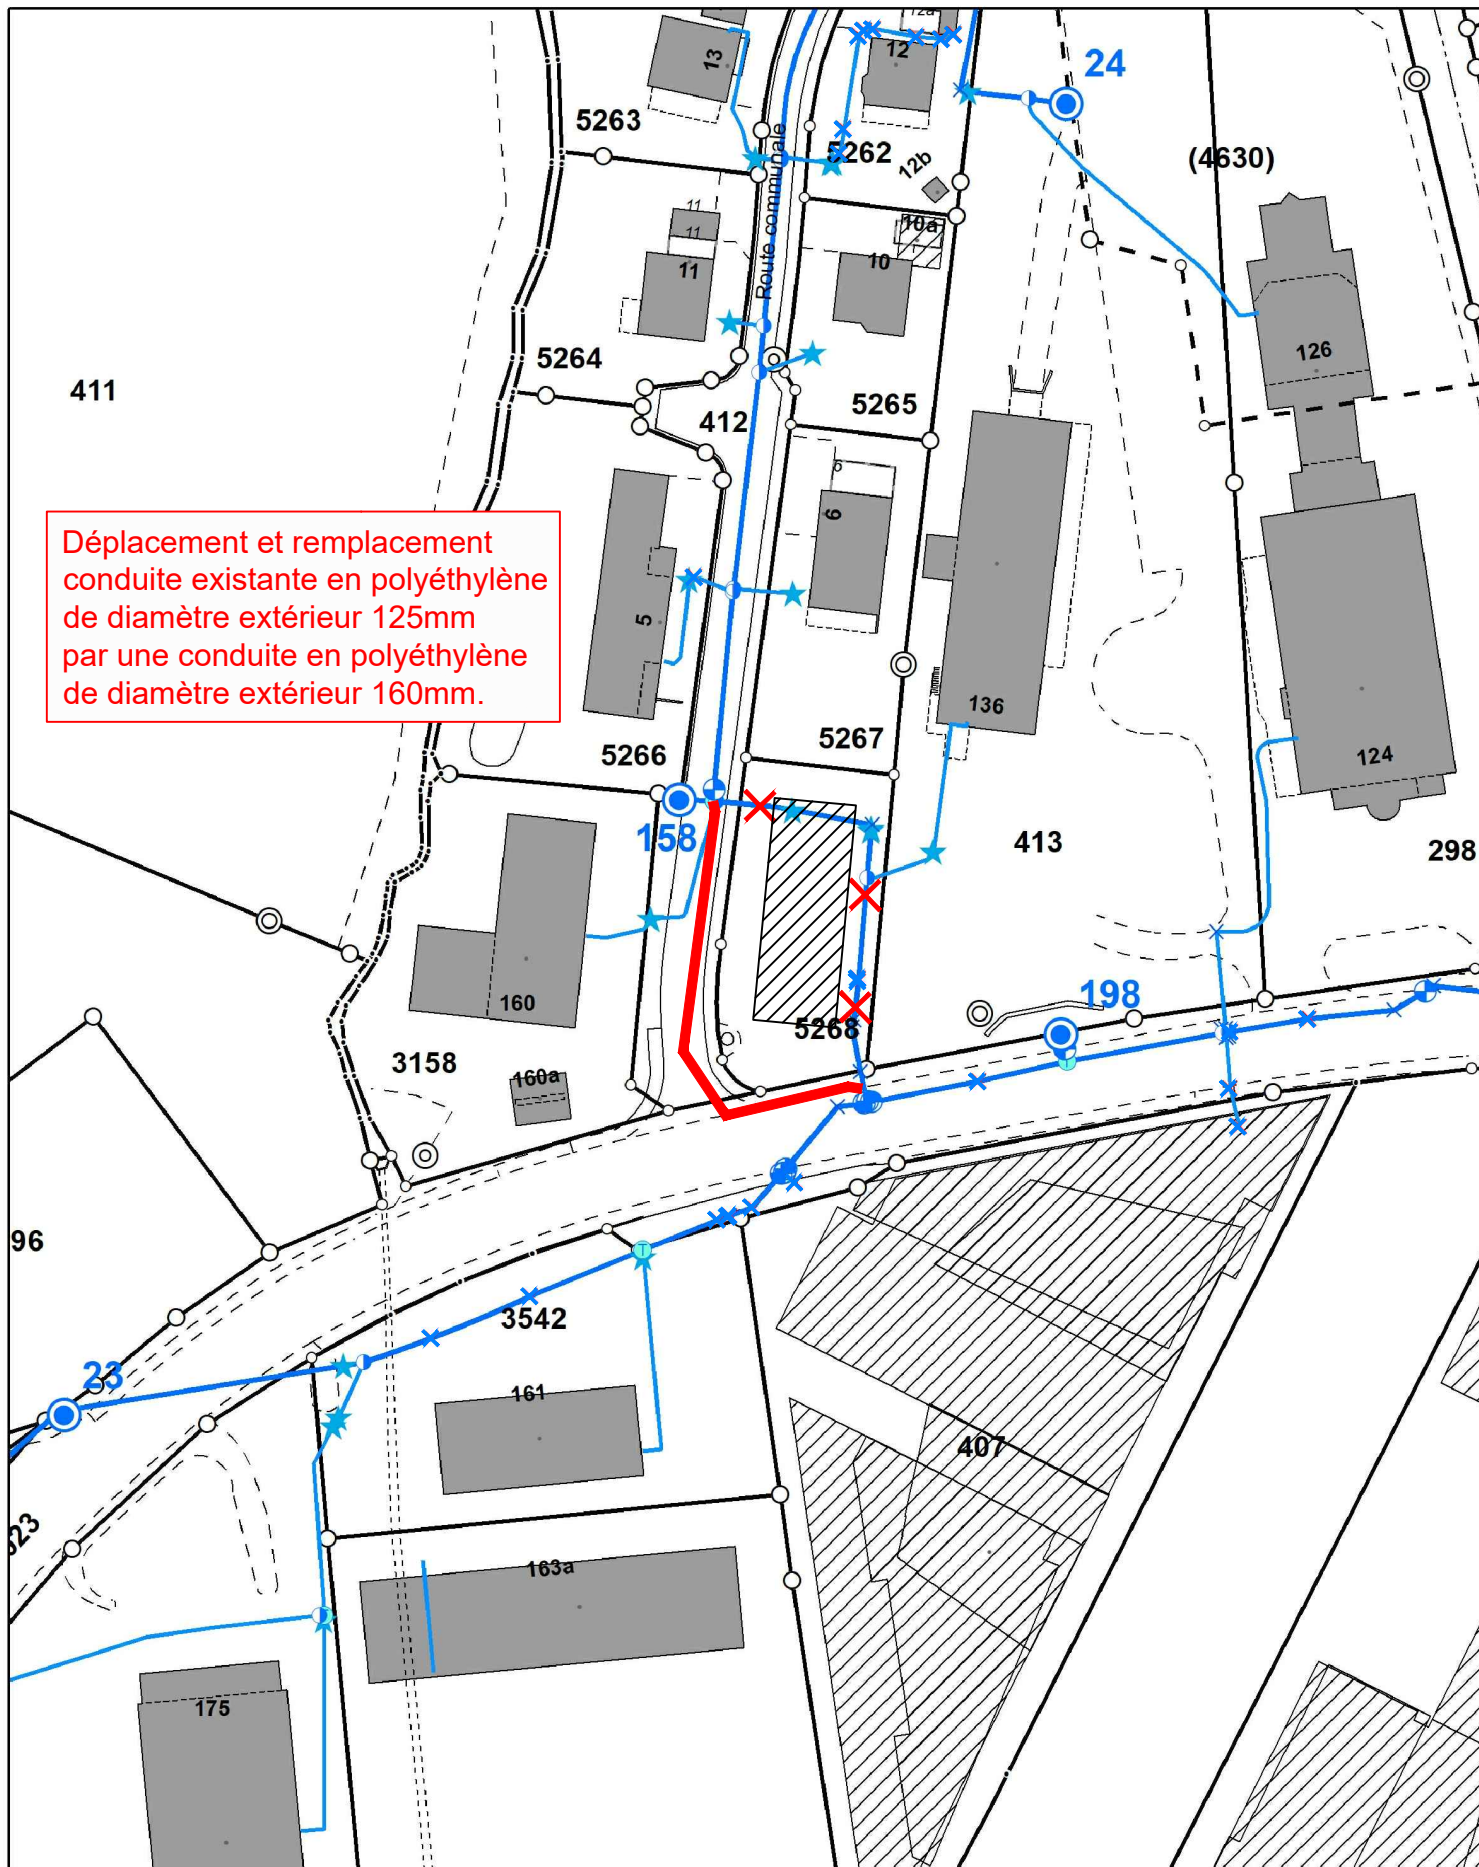 12a
12
24
13
5263
5262
12b
(4630)
Route communale
11
11
11
10a
10
126
5264
411
5265
412
6
6
Déplacement et remplacement
conduite existante en polyéthylène
de diamètre extérieur 125mm
par une conduite en polyéthylène
de diamètre extérieur 160mm.
5
136
5266
5267
124
158
413
298
160
198
5268
3158
160a
96
T
T
3542
23
161
407
323
163a
175